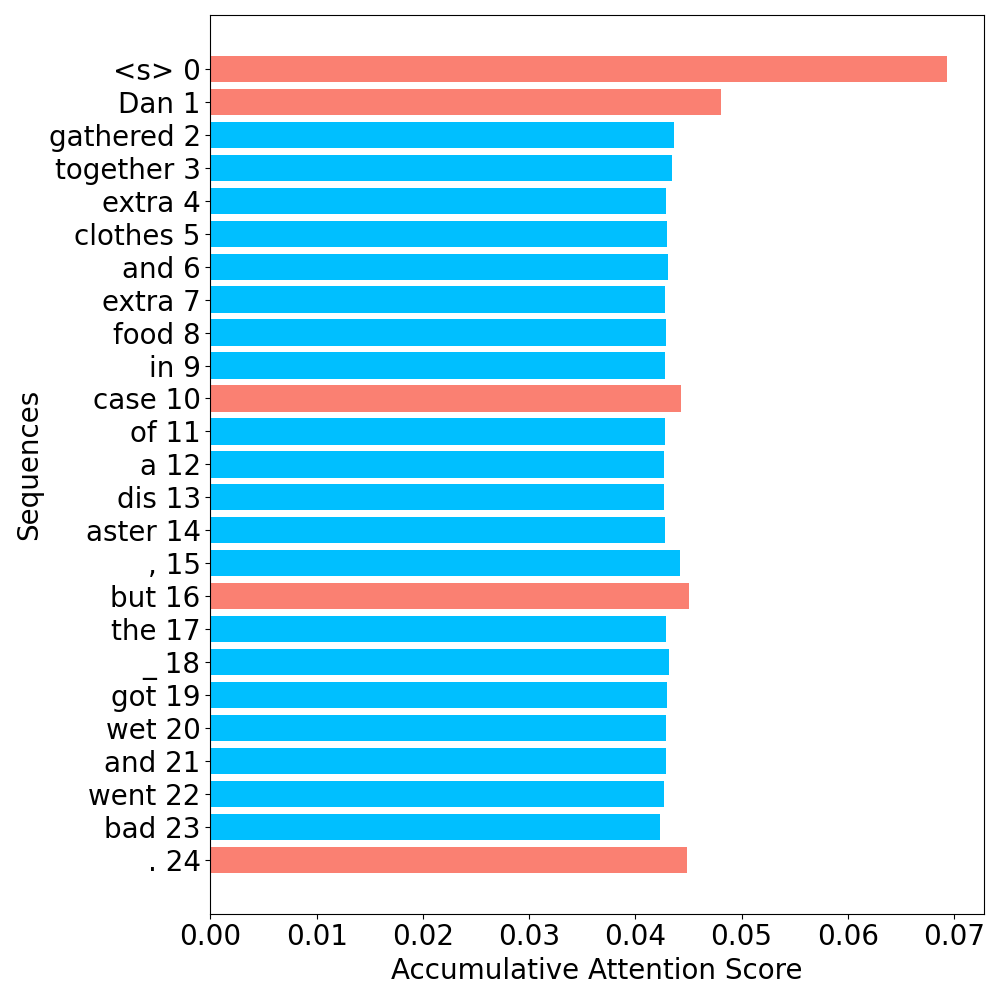 <s> 0
Dan 1
gathered 2
together 3
extra 4
clothes 5
and 6
extra 7
food 8
in 9
case 10
of 11
a 12
dis 13
aster 14
, 15
but 16
the 17
_ 18
got 19
wet 20
and 21
went 22
bad 23
. 24
Sequences
0.00 0.01 0.02 0.03 0.04 0.05 0.06 0.07
Accumulative Attention Score